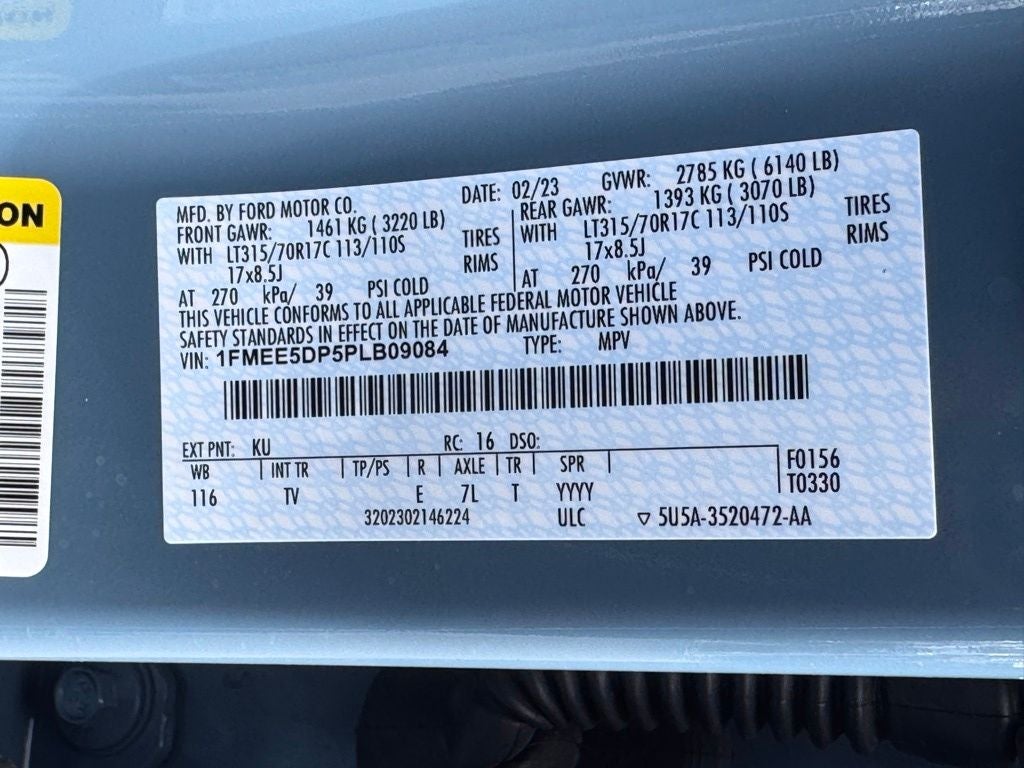 ON
MFD. BY FORD MOTOR CO. DATE: 02/23 GVWR: 2785 KG ( 6140 LB)
FRONT GAWR: 1461 KG ( 3220 LB) REAR GAWR: 1393 KG ( 3070 LB)
WITH LT315/70R17C 113/110S TIRES WITH LT315/70R17C 113/110S TIRES
17x8.5J RIMS 17x8.5J RIMS
AT 270 kPa/ 39 PSI COLD AT 270 kPa/ 39 PSI COLD
THIS VEHICLE CONFORMS TO ALL APPLICABLE FEDERAL MOTOR VEHICLE
SAFETY STANDARDS IN EFFECT ON THE DATE OF MANUFACTURE SHOWN ABOVE.
VIN: 1FMEE5DP5PLB09084 TYPE: MPV
EXT PNT: KU RC: 16 DSO:
WB INT TR TP/PS R AXLE TR SPR F0156
116 TV E 7L T YYYY T0330
3202302146224 ULC ▽ 5U5A-3520472-AA